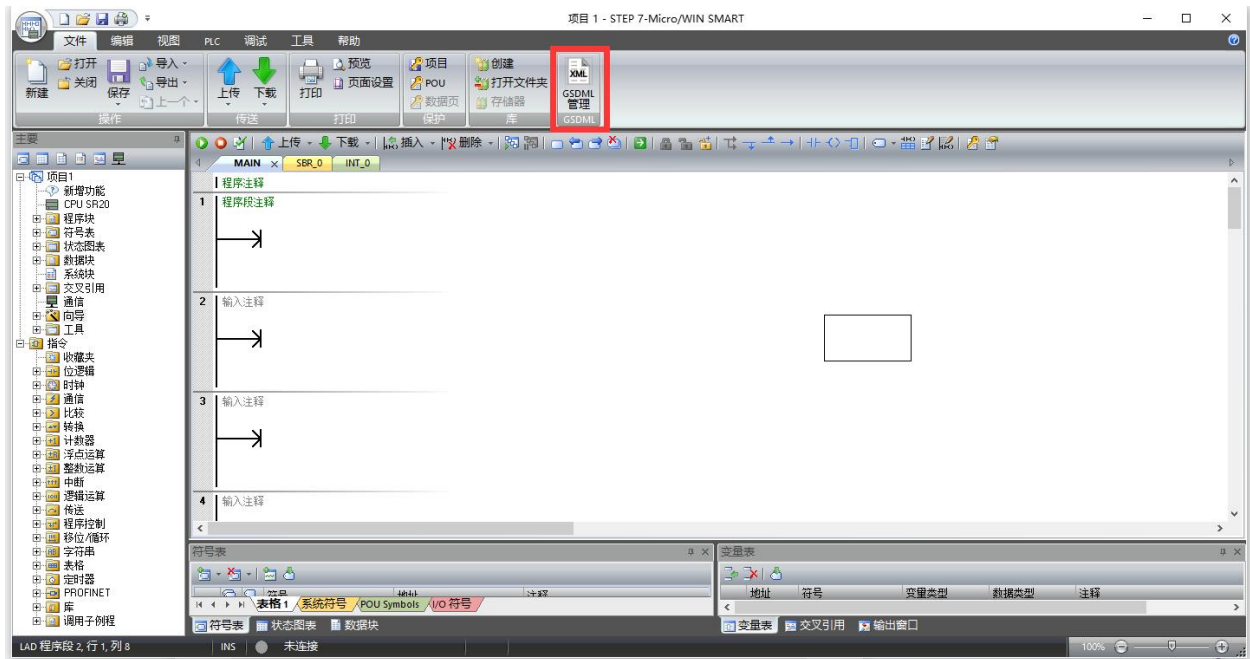 项目 1 - STEP 7-Micro/WIN SMART
文件 编辑 视图 PLC 调试 工具 帮助
新建 打开 关闭 保存 导入 导出 上一个
上传 下载
打印 预览 页面设置
项目 POU 数据页
创建 打开文件夹 存储器
XML
GSDML
管理
操作 传送 打印 保护 库 GSDML
主要
上传 下载 插入 删除
MAIN SBR_0 INT_0
项目1
新增功能
CPU SR20
程序块
符号表
状态图表
数据块
系统块
交叉引用
通信
向导
工具
指令
收藏夹
位逻辑
时钟
通信
比较
转换
计数器
浮点运算
整数运算
中断
逻辑运算
传送
程序控制
移位/循环
字符串
表格
定时器
PROFINET
库
调用子例程
程序注释
1 程序段注释
2 输入注释
3 输入注释
4 输入注释
符号表
符号 地址 注释
表格 1 系统符号 POU Symbols I/O 符号
符号表 状态图表 数据块
变量表
地址 符号 变量类型 数据类型 注释
变量表 交叉引用 输出窗口
LAD 程序段 2, 行 1, 列 8 INS 未连接 100%